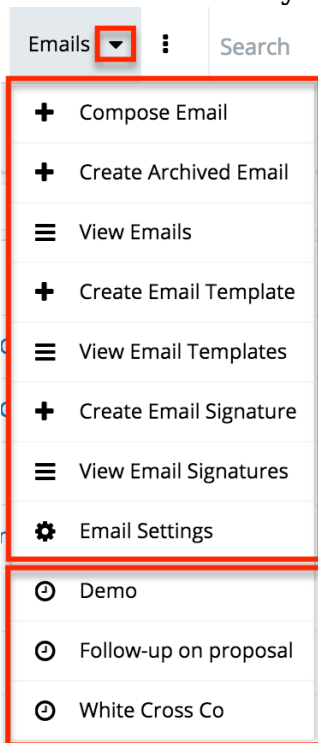 Emails Search
Compose Email
Create Archived Email
View Emails
Create Email Template
View Email Templates
Create Email Signature
View Email Signatures
Email Settings
Demo
Follow-up on proposal
White Cross Co